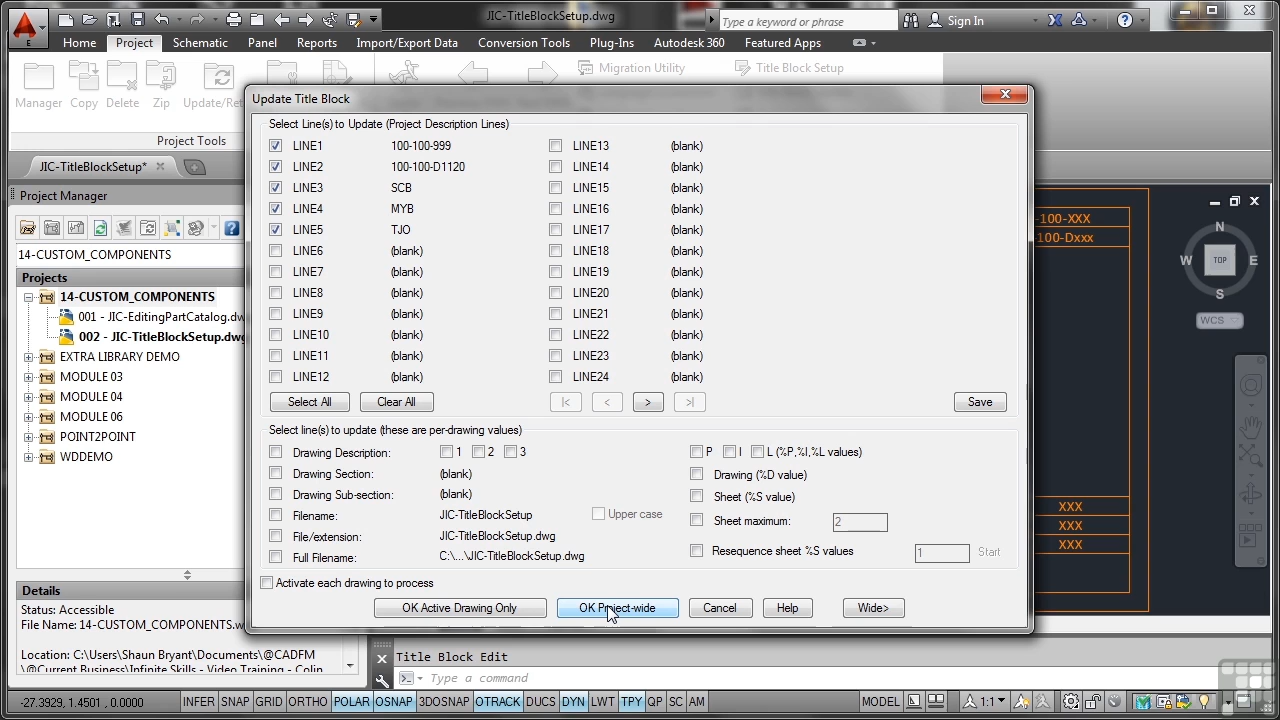 JIC-TitleBlockSetup.dwg
Type a keyword or phrase
Sign In
E
Home Project Schematic Panel Reports Import/Export Data Conversion Tools Plug-Ins Autodesk 360 Featured Apps
Migration Utility
Title Block Setup
Manager Copy Delete Zip Update/Ret
Project Tools
JIC-TitleBlockSetup*
Project Manager
14-CUSTOM_COMPONENTS
Projects
14-CUSTOM_COMPONENTS
001 - JIC-EditingPartCatalog.dw
002 - JIC-TitleBlockSetup.dwg
EXTRA LIBRARY DEMO
MODULE 03
MODULE 04
MODULE 06
POINT2POINT
WDDEMO
Details
Status: Accessible
File Name: 14-CUSTOM_COMPONENTS.w
Location: C:\Users\Shaun Bryant\Documents\@CADFM
\@Current Business\Infinite Skills - Video Training - Colin
Update Title Block
Select Line(s) to Update (Project Description Lines)
LINE1 100-100-999 LINE13 (blank)
LINE2 100-100-D1120 LINE14 (blank)
LINE3 SCB LINE15 (blank)
LINE4 MYB LINE16 (blank)
LINE5 TJO LINE17 (blank)
LINE6 (blank) LINE18 (blank)
LINE7 (blank) LINE19 (blank)
LINE8 (blank) LINE20 (blank)
LINE9 (blank) LINE21 (blank)
LINE10 (blank) LINE22 (blank)
LINE11 (blank) LINE23 (blank)
LINE12 (blank) LINE24 (blank)
Select All Clear All |< < > >| Save
Select line(s) to update (these are per-drawing values)
Drawing Description: 1 2 3 P I L (%P,%I,%L values)
Drawing Section: (blank) Drawing (%D value)
Drawing Sub-section: (blank) Sheet (%S value)
Filename: JIC-TitleBlockSetup Upper case Sheet maximum: 2
File/extension: JIC-TitleBlockSetup.dwg
Full Filename: C:\...\JIC-TitleBlockSetup.dwg Resequence sheet %S values 1 Start
Activate each drawing to process
OK Active Drawing Only OK Project-wide Cancel Help Wide>
-100-XXX
100-Dxxx
XXX
XXX
XXX
N
W TOP E
S
WCS
Title Block Edit
Type a command
-27.3929, 1.4501 , 0.0000 INFER SNAP GRID ORTHO POLAR OSNAP 3DOSNAP OTRACK DUCS DYN LWT TPY QP SC AM MODEL 1:1